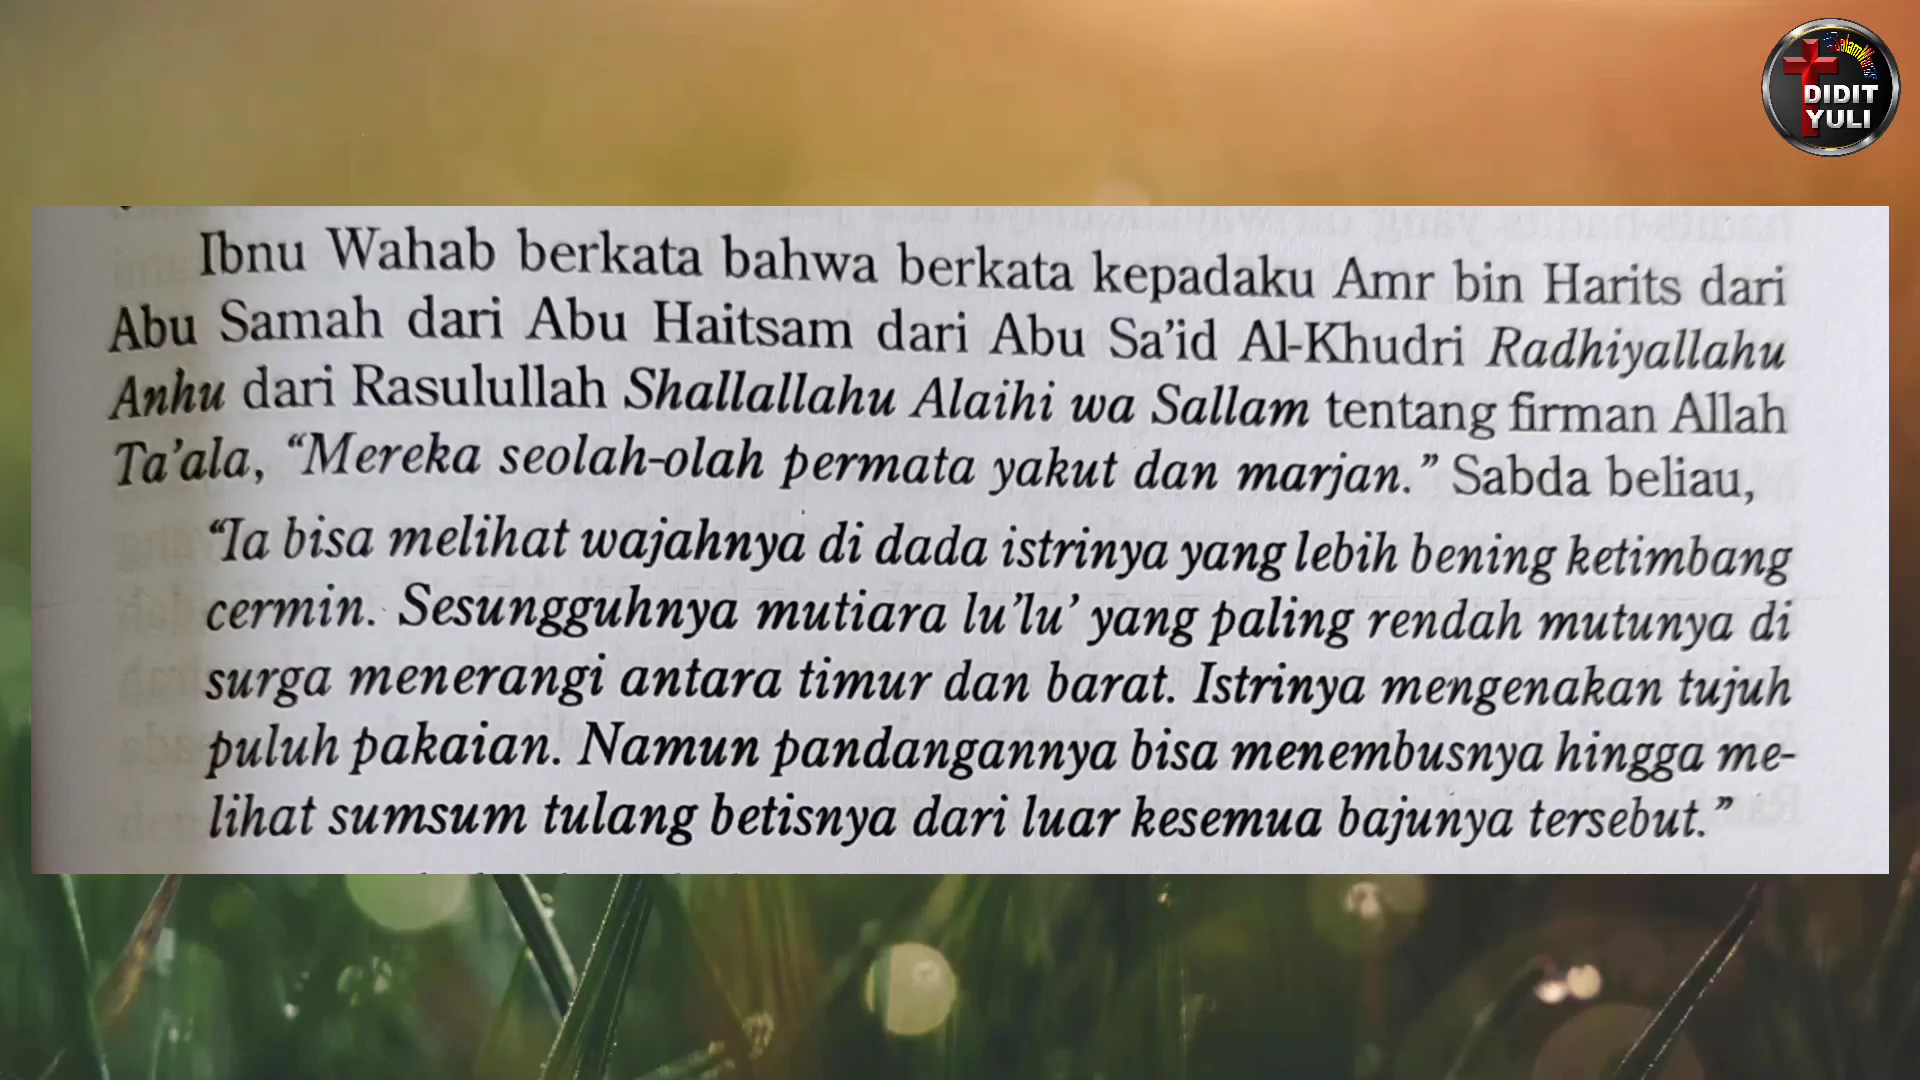 DIDIT
YULI
Ibnu Wahab berkata bahwa berkata kepadaku Amr bin Harits dari
Abu Samah dari Abu Haitsam dari Abu Sa’id Al-Khudri Radhiyallahu
Anhu dari Rasulullah Shallallahu Alaihi wa Sallam tentang firman Allah
Ta’ala, “Mereka seolah-olah permata yakut dan marjan.” Sabda beliau,
“Ia bisa melihat wajahnya di dada istrinya yang lebih bening ketimbang
cermin. Sesungguhnya mutiara lu’lu’ yang paling rendah mutunya di
surga menerangi antara timur dan barat. Istrinya mengenakan tujuh
puluh pakaian. Namun pandangannya bisa menembusnya hingga me-
lihat sumsum tulang betisnya dari luar kesemua bajunya tersebut.”